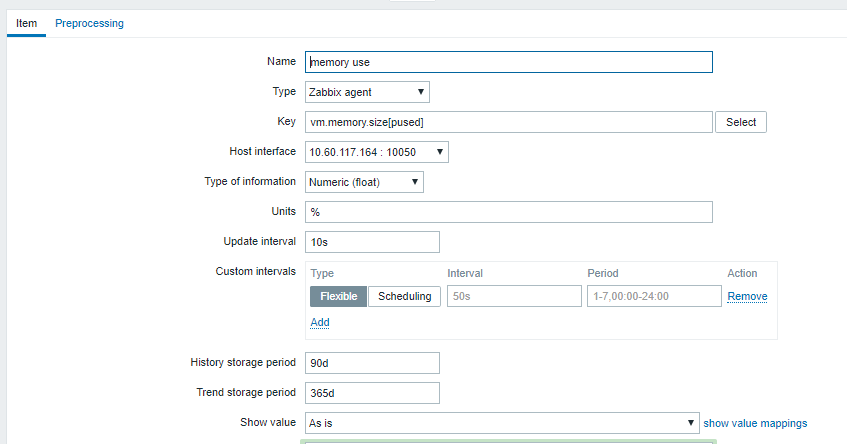 Item Preprocessing
Name memory use
Type Zabbix agent
Key vm.memory.size[pused] Select
Host interface 10.60.117.164 : 10050
Type of information Numeric (float)
Units %
Update interval 10s
Custom intervals Type Interval Period Action
Flexible Scheduling 50s 1-7,00:00-24:00 Remove
Add
History storage period 90d
Trend storage period 365d
Show value As is show value mappings